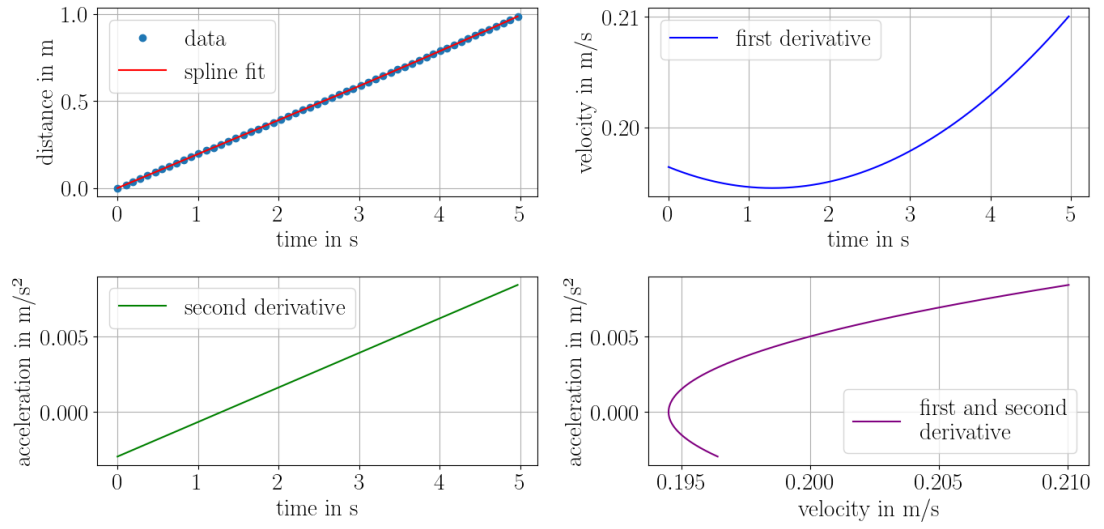 1.0
0.5
0.0
distance in m
data
spline fit
0 1 2 3 4 5
time in s
0.21
0.20
velocity in m/s
first derivative
0 1 2 3 4 5
time in s
0.005
0.000
acceleration in m/s²
second derivative
0 1 2 3 4 5
time in s
0.005
0.000
acceleration in m/s²
first and second
derivative
0.195 0.200 0.205 0.210
velocity in m/s